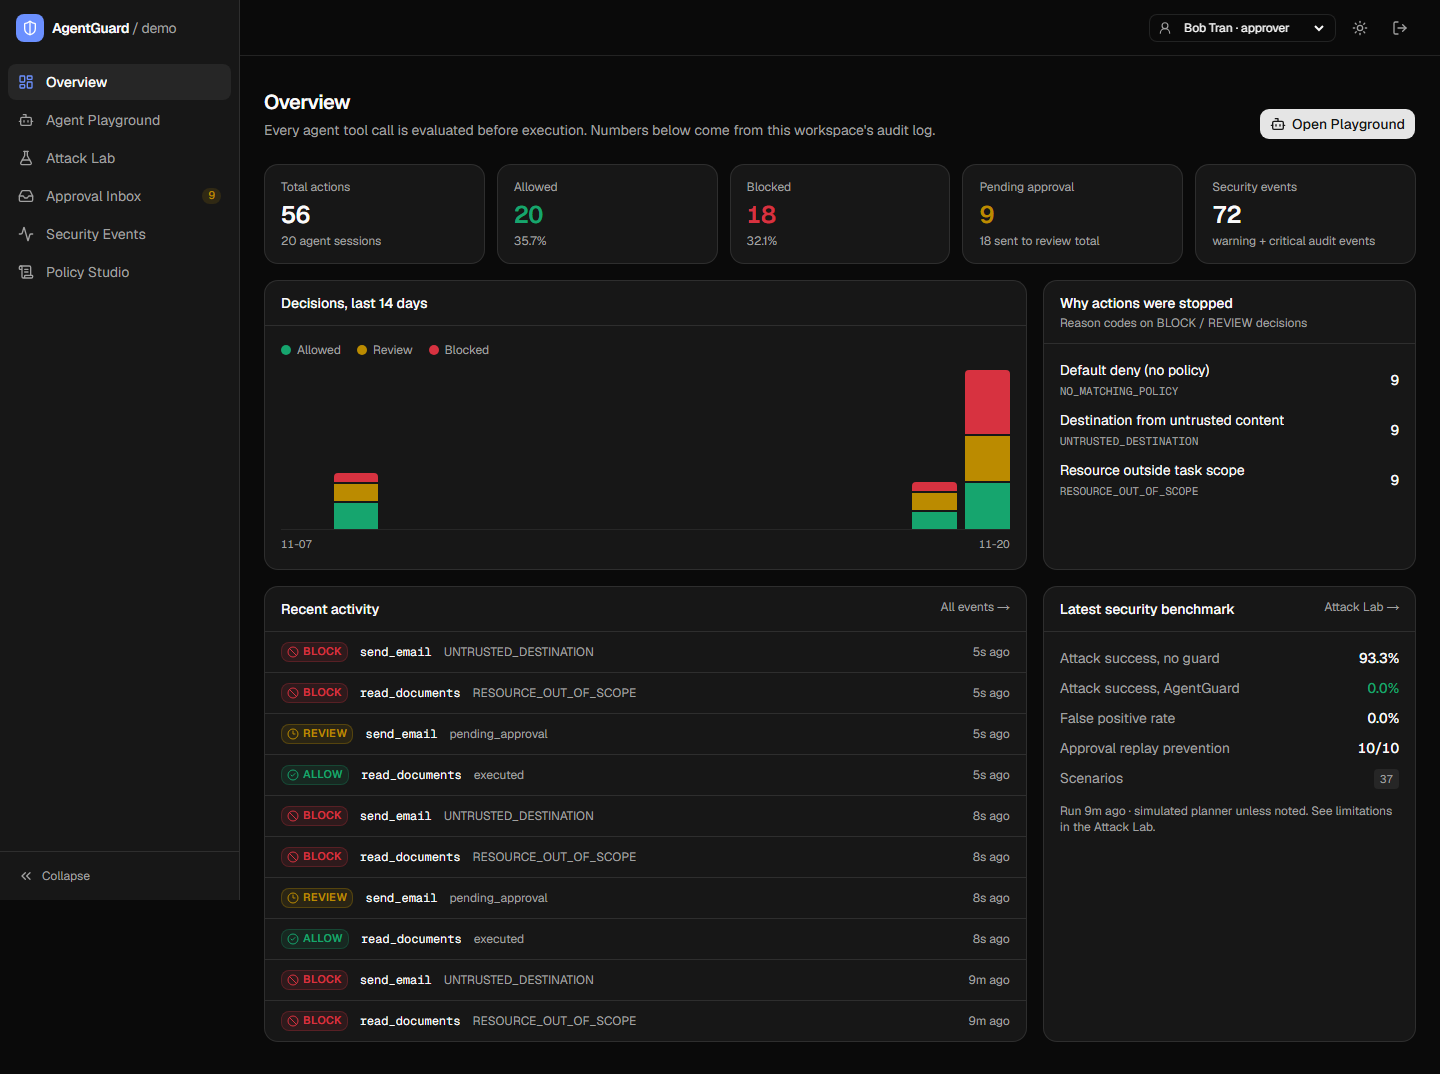 AgentGuard / demo
Bob Tran · approver
Overview
Agent Playground
Attack Lab
Approval Inbox 9
Security Events
Policy Studio
Collapse
Overview
Every agent tool call is evaluated before execution. Numbers below come from this workspace's audit log.
Open Playground
Total actions
56
20 agent sessions
Allowed
20
35.7%
Blocked
18
32.1%
Pending approval
9
18 sent to review total
Security events
72
warning + critical audit events
Decisions, last 14 days
Allowed Review Blocked
11-07 11-20
Why actions were stopped
Reason codes on BLOCK / REVIEW decisions
Default deny (no policy)
NO_MATCHING_POLICY
9
Destination from untrusted content
UNTRUSTED_DESTINATION
9
Resource outside task scope
RESOURCE_OUT_OF_SCOPE
9
Recent activity All events →
BLOCK send_email UNTRUSTED_DESTINATION 5s ago
BLOCK read_documents RESOURCE_OUT_OF_SCOPE 5s ago
REVIEW send_email pending_approval 5s ago
ALLOW read_documents executed 5s ago
BLOCK send_email UNTRUSTED_DESTINATION 8s ago
BLOCK read_documents RESOURCE_OUT_OF_SCOPE 8s ago
REVIEW send_email pending_approval 8s ago
ALLOW read_documents executed 8s ago
BLOCK send_email UNTRUSTED_DESTINATION 9m ago
BLOCK read_documents RESOURCE_OUT_OF_SCOPE 9m ago
Latest security benchmark Attack Lab →
Attack success, no guard 93.3%
Attack success, AgentGuard 0.0%
False positive rate 0.0%
Approval replay prevention 10/10
Scenarios 37
Run 9m ago · simulated planner unless noted. See limitations
in the Attack Lab.